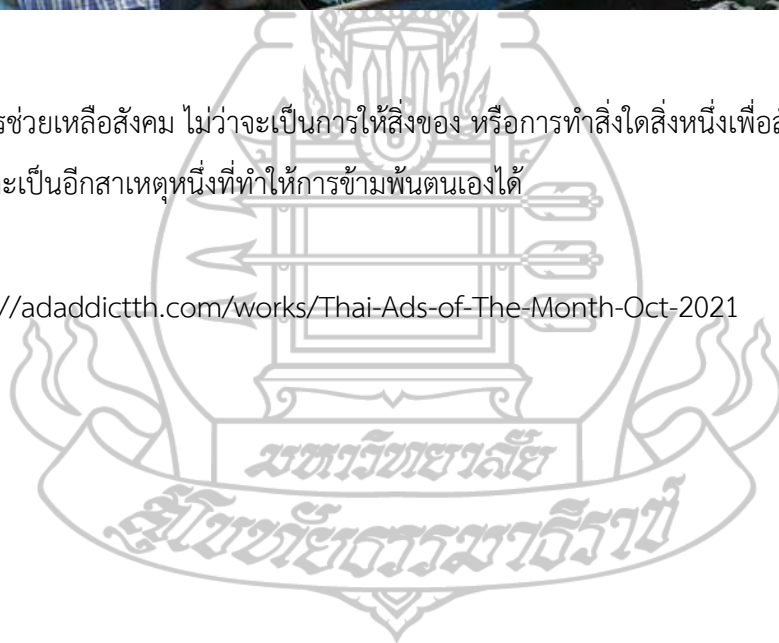 รช่วยเหลือสังคม ไม่ว่าจะเป็นการให้สิ่งของ หรือการทำสิ่งใดสิ่งหนึ่งเพื่อ
ะเป็นอีกสาเหตุหนึ่งที่ทำให้การข้ามพ้นตนเองได้
//adaddictth.com/works/Thai-Ads-of-The-Month-Oct-2021
มหาวิทยาลัย
สุโขทัยธรรมาธิราช